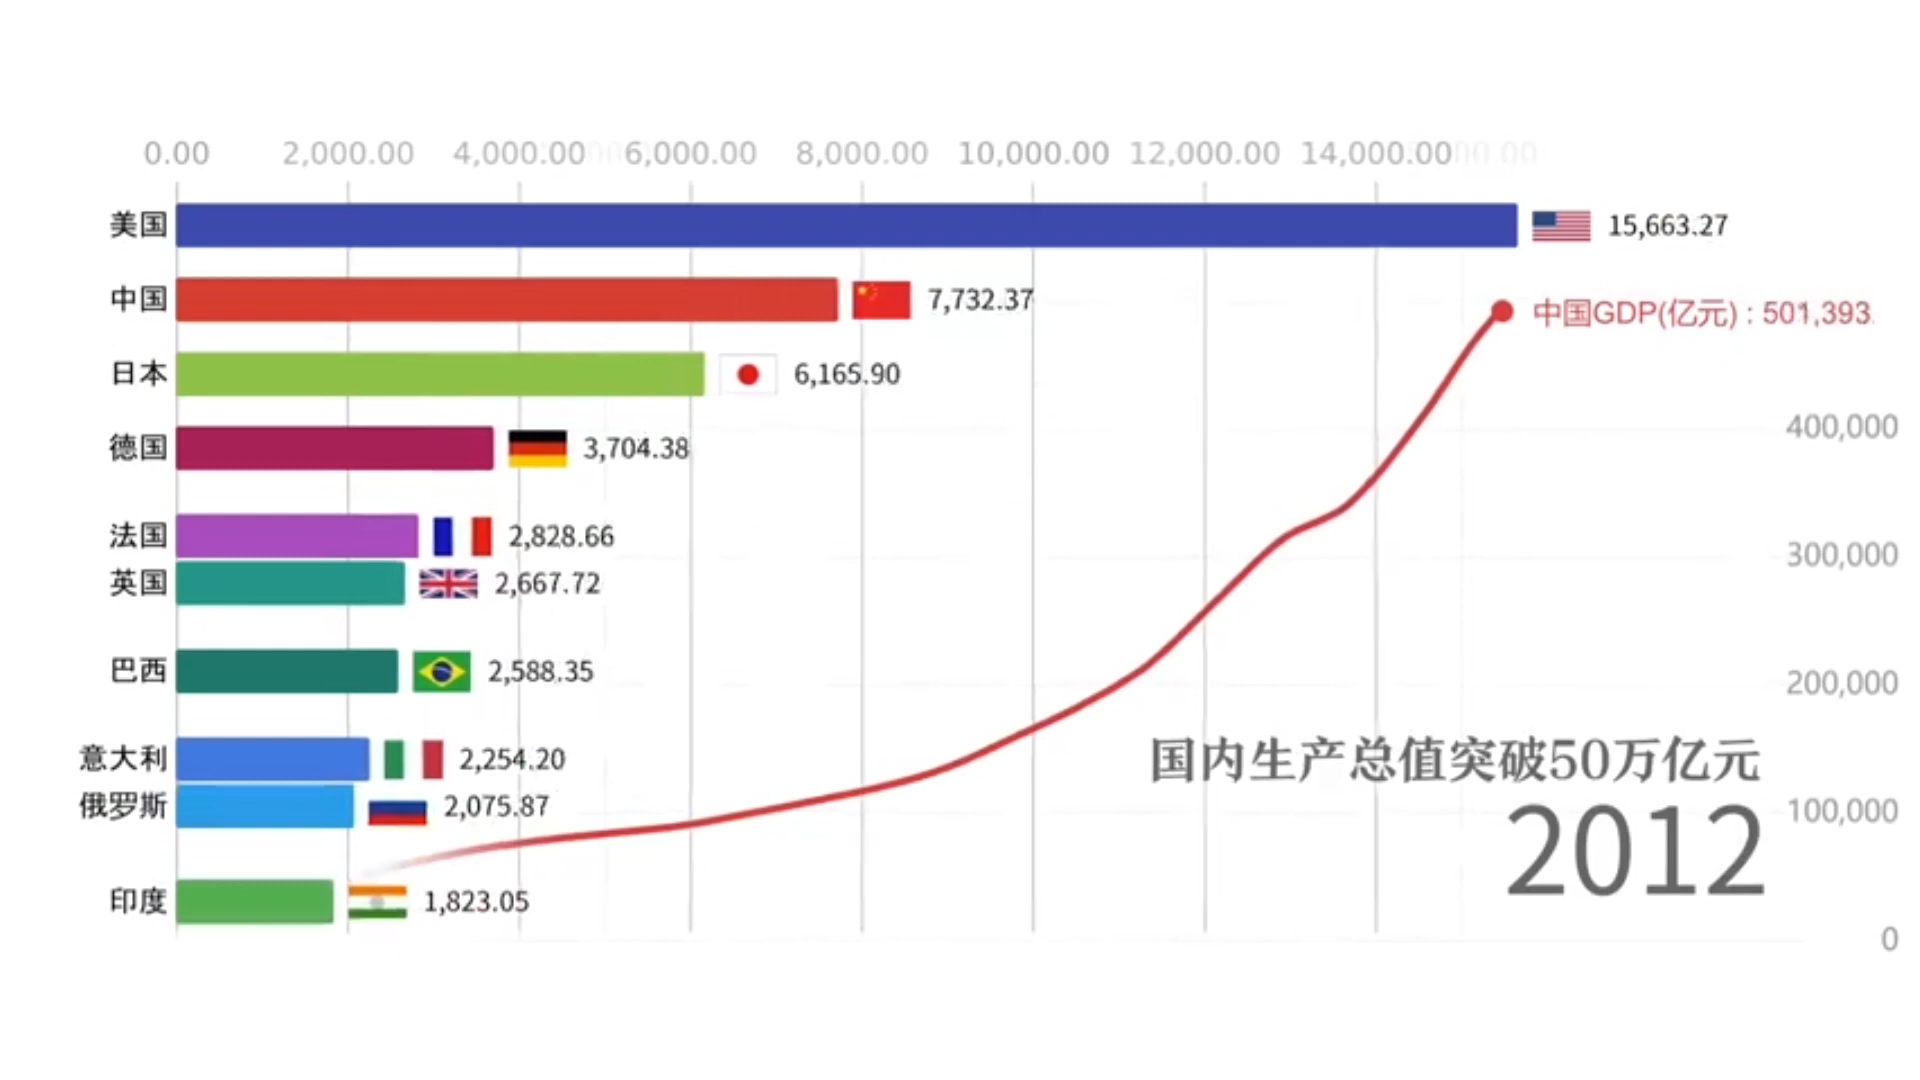 0.00 2,000.00 4,000.00 6,000.00 8,000.00 10,000.00 12,000.00 14,000.00
美国 15,663.27
中国 7,732.37
中国GDP(亿元) : 501,393.
日本 6,165.90
德国 3,704.38
400,000
法国 2,828.66
300,000
英国 2,667.72
巴西 2,588.35
200,000
意大利 2,254.20
国内生产总值突破50万亿元
俄罗斯 2,075.87
100,000
2012
印度 1,823.05
0